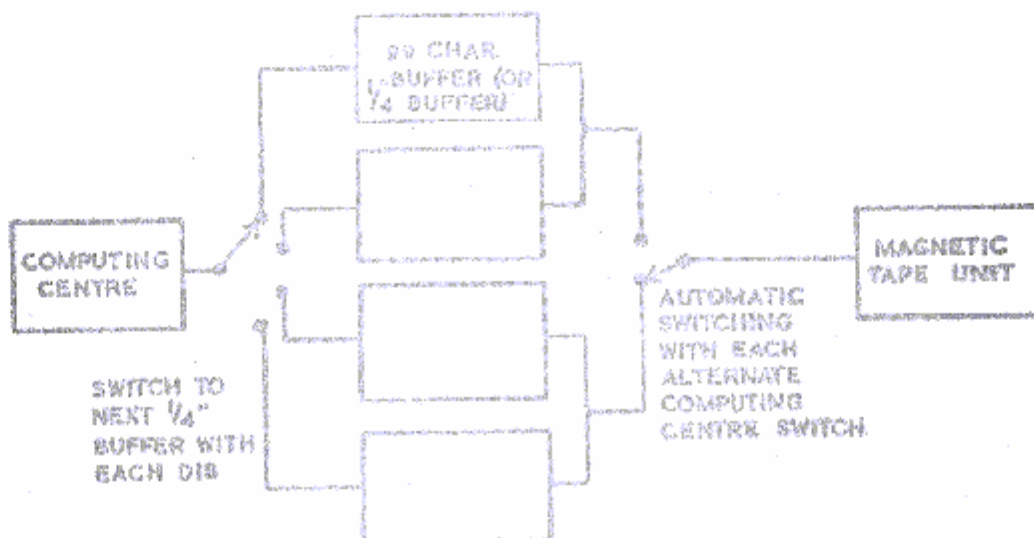 99 CHAR.
¼" BUFFER (OR
¼ BUFFER)
COMPUTING
CENTRE
MAGNETIC
TAPE UNIT
SWITCH TO
NEXT ¼"
BUFFER WITH
EACH DIB
AUTOMATIC
SWITCHING
WITH EACH
ALTERNATE
COMPUTING
CENTRE SWITCH